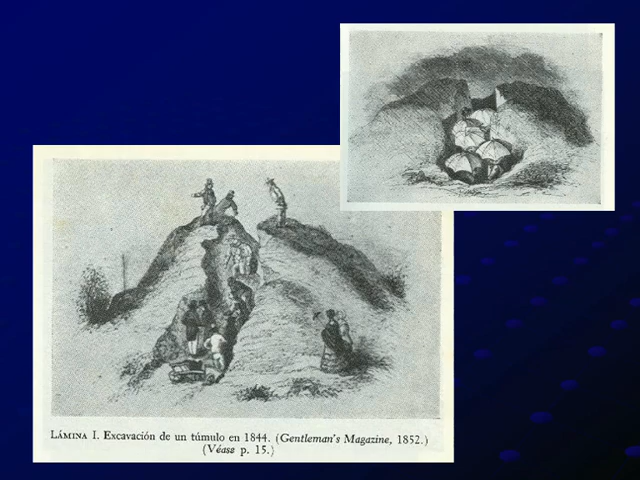 LÁMINA I. Excavación de un túmulo en 1844. (Gentleman's Magazine, 1852.)
(Véase p. 15.)